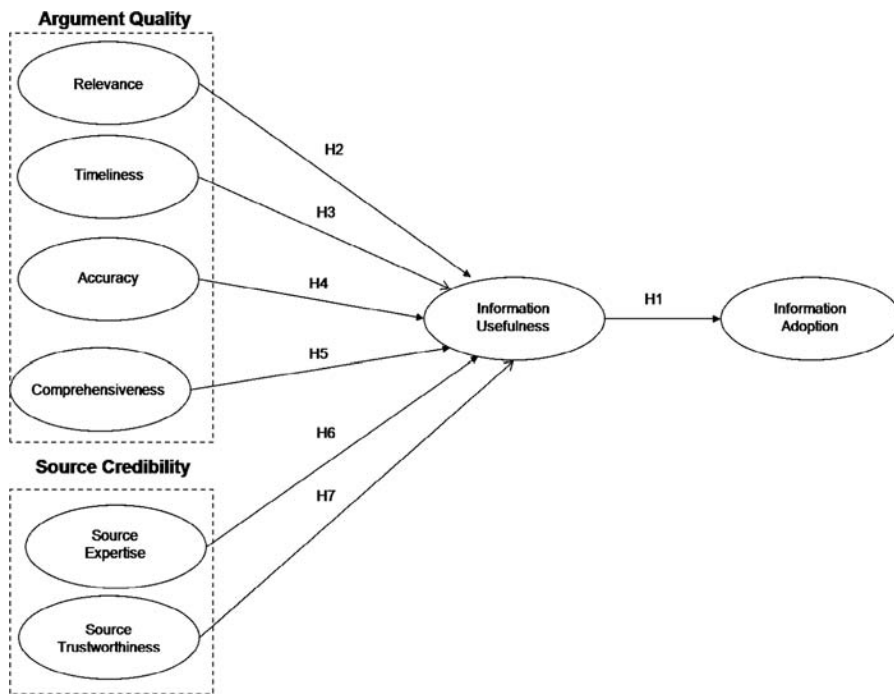 Argument Quality
Relevance
H2
Timeliness
H3
Accuracy
H4
Information
Usefulness
H1
Information
Adoption
Comprehensiveness
H5
H6
Source Credibility
H7
Source
Expertise
Source
Trustworthiness